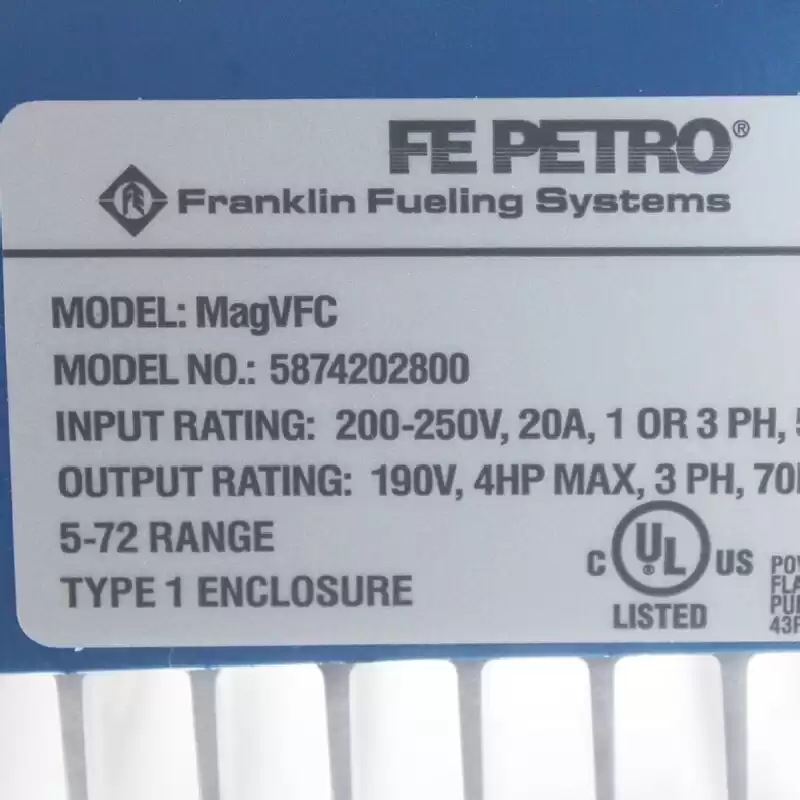 FE PETRO®
Franklin Fueling Systems
MODEL: MagVFC
MODEL NO.: 5874202800
INPUT RATING: 200-250V, 20A, 1 OR 3 PH,
OUTPUT RATING: 190V, 4HP MAX, 3 PH,
5-72 RANGE
TYPE 1 ENCLOSURE
C UL® US
LISTED